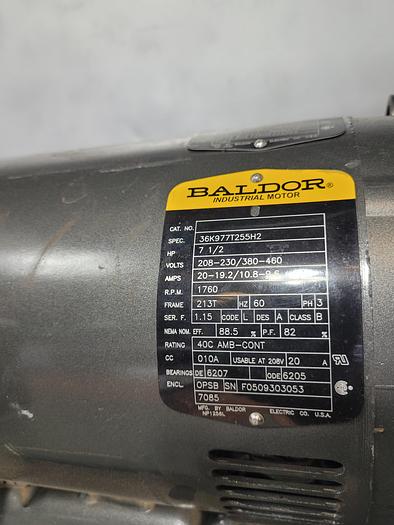 BALDOR®
INDUSTRIAL MOTOR
CAT. NO.
SPEC. 36K977T255H2
HP 7 1/2
VOLTS 208-230/380-460
AMPS 20-19.2/10.8-9.6
R.P.M. 1760
FRAME 213T HZ 60 PH 3
SER. F. 1.15 CODE L DES A CLASS B
NEMA NOM. EFF. 88.5 % P.F. 82 %
RATING 40C AMB-CONT
CC 010A USABLE AT 208V 20 A
BEARINGS DE 6207 ODE 6205
ENCL OPSB SN F0509303053
7085
MFG. BY BALDOR ELECTRIC CO. U.S.A.
NP1256L